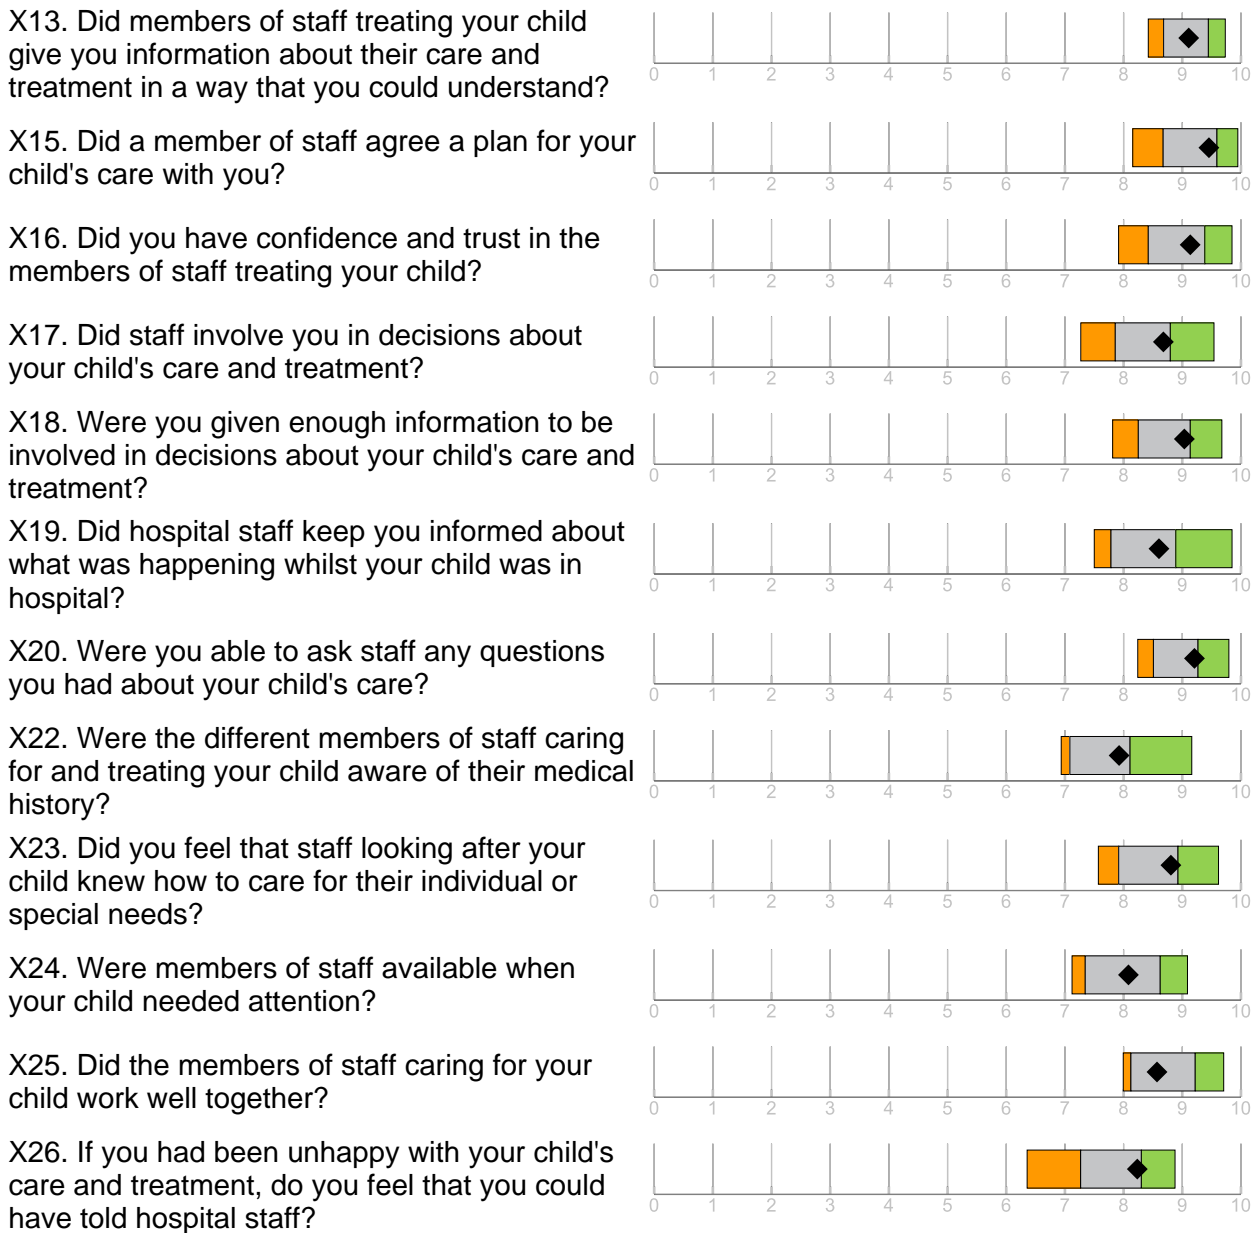 X13. Did members of staff treating your child
give you information about their care and
treatment in a way that you could understand?
0 1 2 3 4 5 6 7 8 9 10
X15. Did a member of staff agree a plan for your
child's care with you?
0 1 2 3 4 5 6 7 8 9 10
X16. Did you have confidence and trust in the
members of staff treating your child?
0 1 2 3 4 5 6 7 8 9 10
X17. Did staff involve you in decisions about
your child's care and treatment?
0 1 2 3 4 5 6 7 8 9 10
X18. Were you given enough information to be
involved in decisions about your child's care and
treatment?
0 1 2 3 4 5 6 7 8 9 10
X19. Did hospital staff keep you informed about
what was happening whilst your child was in
hospital?
0 1 2 3 4 5 6 7 8 9 10
X20. Were you able to ask staff any questions
you had about your child's care?
0 1 2 3 4 5 6 7 8 9 10
X22. Were the different members of staff caring
for and treating your child aware of their medical
history?
0 1 2 3 4 5 6 7 8 9 10
X23. Did you feel that staff looking after your
child knew how to care for their individual or
special needs?
0 1 2 3 4 5 6 7 8 9 10
X24. Were members of staff available when
your child needed attention?
0 1 2 3 4 5 6 7 8 9 10
X25. Did the members of staff caring for your
child work well together?
0 1 2 3 4 5 6 7 8 9 10
X26. If you had been unhappy with your child's
care and treatment, do you feel that you could
have told hospital staff?
0 1 2 3 4 5 6 7 8 9 10